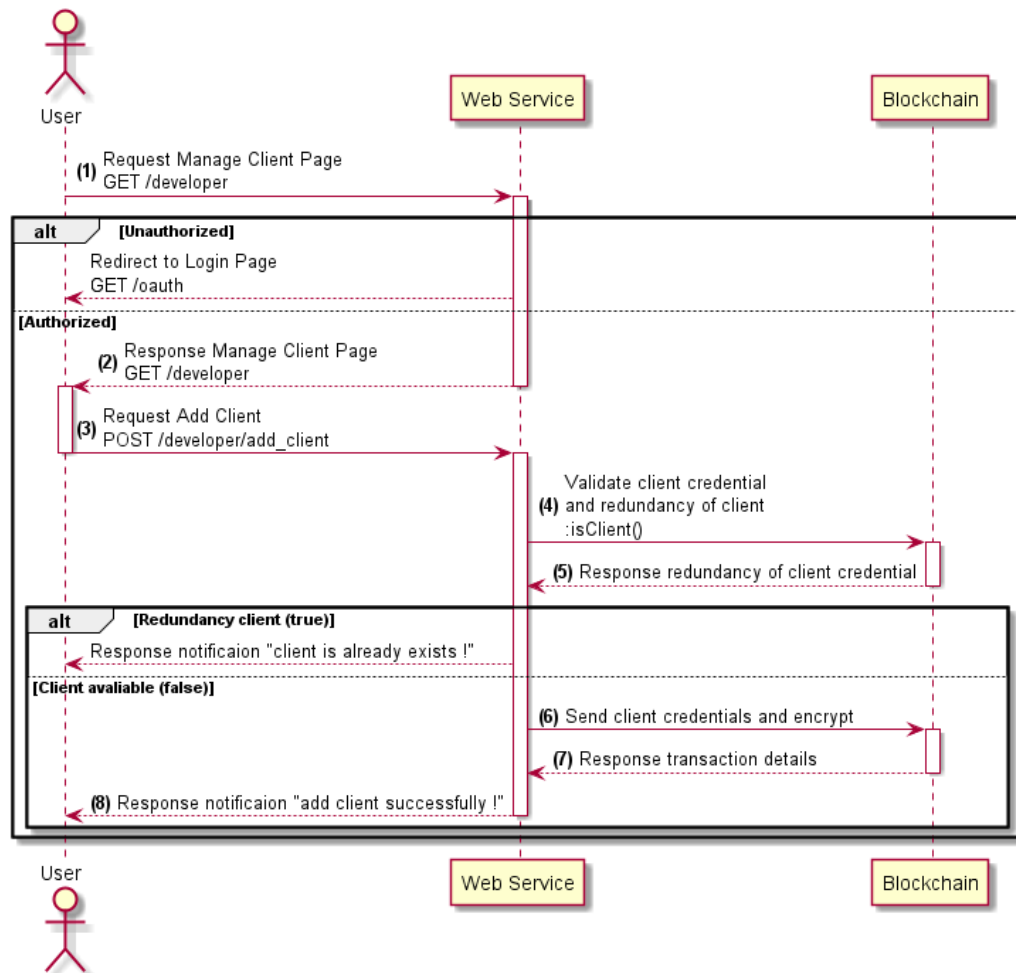 User
Web Service
Blockchain
(1) Request Manage Client Page
GET /developer
alt [Unauthorized]
Redirect to Login Page
GET /oauth
[Authorized]
(2) Response Manage Client Page
GET /developer
(3) Request Add Client
POST /developer/add_client
Validate client credential
(4) and redundancy of client
:isClient()
(5) Response redundancy of client credential
alt [Redundancy client (true)]
Response notificaion "client is already exists !"
[Client avaliable (false)]
(6) Send client credentials and encrypt
(7) Response transaction details
(8) Response notificaion "add client successfully !"
User
Web Service
Blockchain